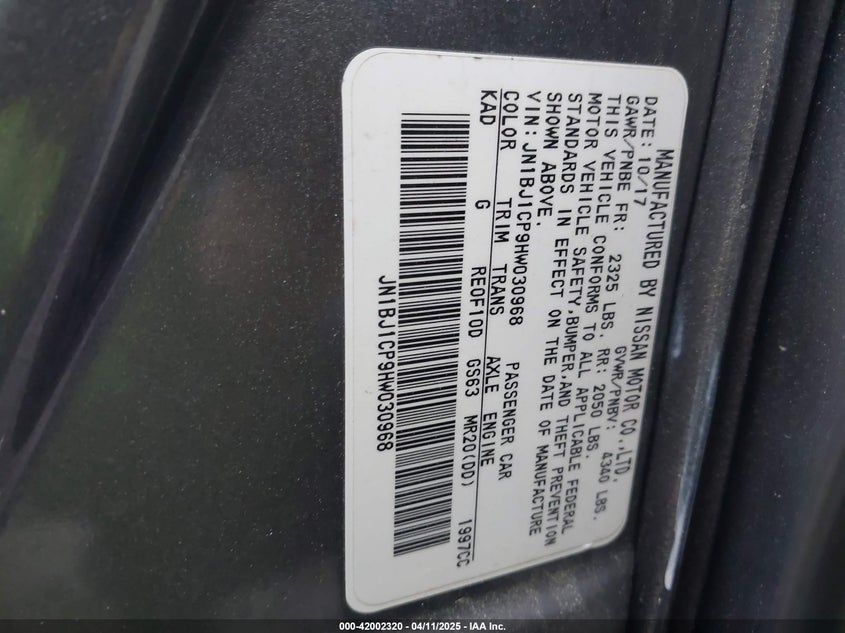 MANUFACTURED BY NISSAN MOTOR CO.,LTD.
DATE: 10/17 GVWR/PNBV: 4340 LBS.
GAWR/PNBE FR: 2325 LBS. RR: 2050 LBS.
THIS VEHICLE CONFORMS TO ALL APPLICABLE FEDERAL
MOTOR VEHICLE SAFETY,BUMPER,AND THEFT PREVENTION
STANDARDS IN EFFECT ON THE DATE OF MANUFACTURE
SHOWN ABOVE.
VIN: JN1BJ1CP9HW030968 PASSENGER CAR
COLOR TRIM TRANS AXLE ENGINE
KAD G RE0F10D GS63 MR20(DD) 1997CC
JN1BJ1CP9HW030968
000-42002320 - 04/11/2025 - IAA Inc.